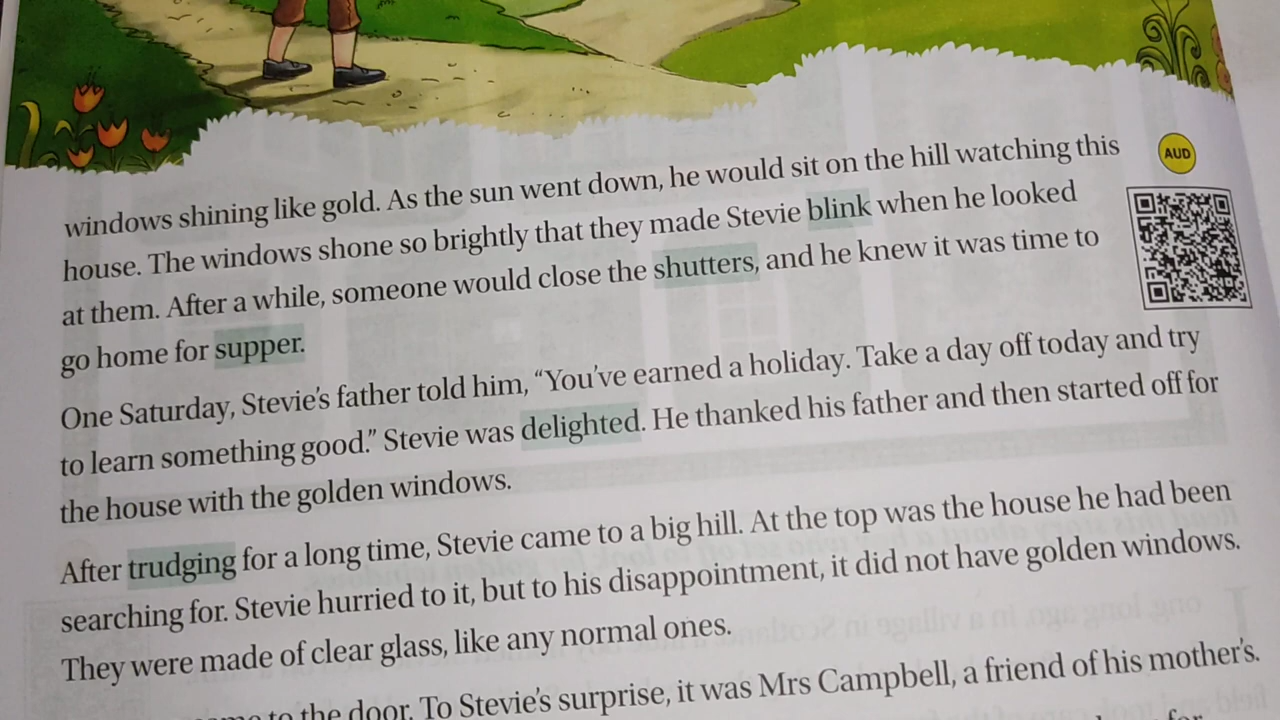 windows shining like gold. As the sun went down, he would sit on the hill watching this
house. The windows shone so brightly that they made Stevie blink when he looked
at them. After a while, someone would close the shutters, and he knew it was time to
go home for supper.
AUD
One Saturday, Stevie's father told him, “You've earned a holiday. Take a day off today and try
to learn something good.” Stevie was delighted. He thanked his father and then started off for
the house with the golden windows.
After trudging for a long time, Stevie came to a big hill. At the top was the house he had been
searching for. Stevie hurried to it, but to his disappointment, it did not have golden windows.
They were made of clear glass, like any normal ones.
to the door. To Stevie's surprise, it was Mrs Campbell, a friend of his mother's.
for